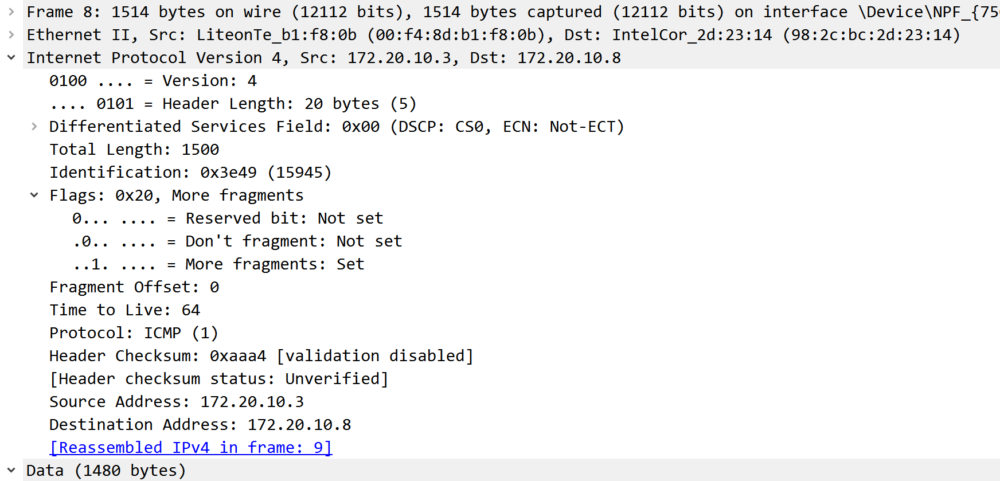 Frame 8: 1514 bytes on wire (12112 bits), 1514 bytes captured (12112 bits) on interface \Device\NPF_{75
Ethernet II, Src: LiteonTe_b1:f8:0b (00:f4:8d:b1:f8:0b), Dst: IntelCor_2d:23:14 (98:2c:bc:2d:23:14)
Internet Protocol Version 4, Src: 172.20.10.3, Dst: 172.20.10.8
0100 .... = Version: 4
.... 0101 = Header Length: 20 bytes (5)
Differentiated Services Field: 0x00 (DSCP: CS0, ECN: Not-ECT)
Total Length: 1500
Identification: 0x3e49 (15945)
Flags: 0x20, More fragments
0... .... = Reserved bit: Not set
.0.. .... = Don't fragment: Not set
..1. .... = More fragments: Set
Fragment Offset: 0
Time to Live: 64
Protocol: ICMP (1)
Header Checksum: 0xaaa4 [validation disabled]
[Header checksum status: Unverified]
Source Address: 172.20.10.3
Destination Address: 172.20.10.8
[Reassembled IPv4 in frame: 9]
Data (1480 bytes)